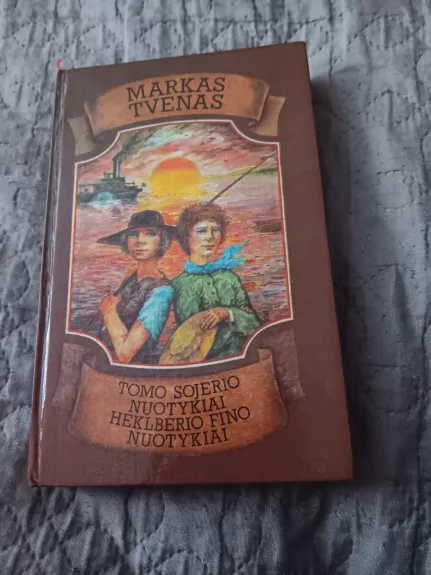 MARKAS
TVENAS
TOMO SOJERIO
NUOTYKIAI
HEKLBERIO FINO
NUOTYKIAI